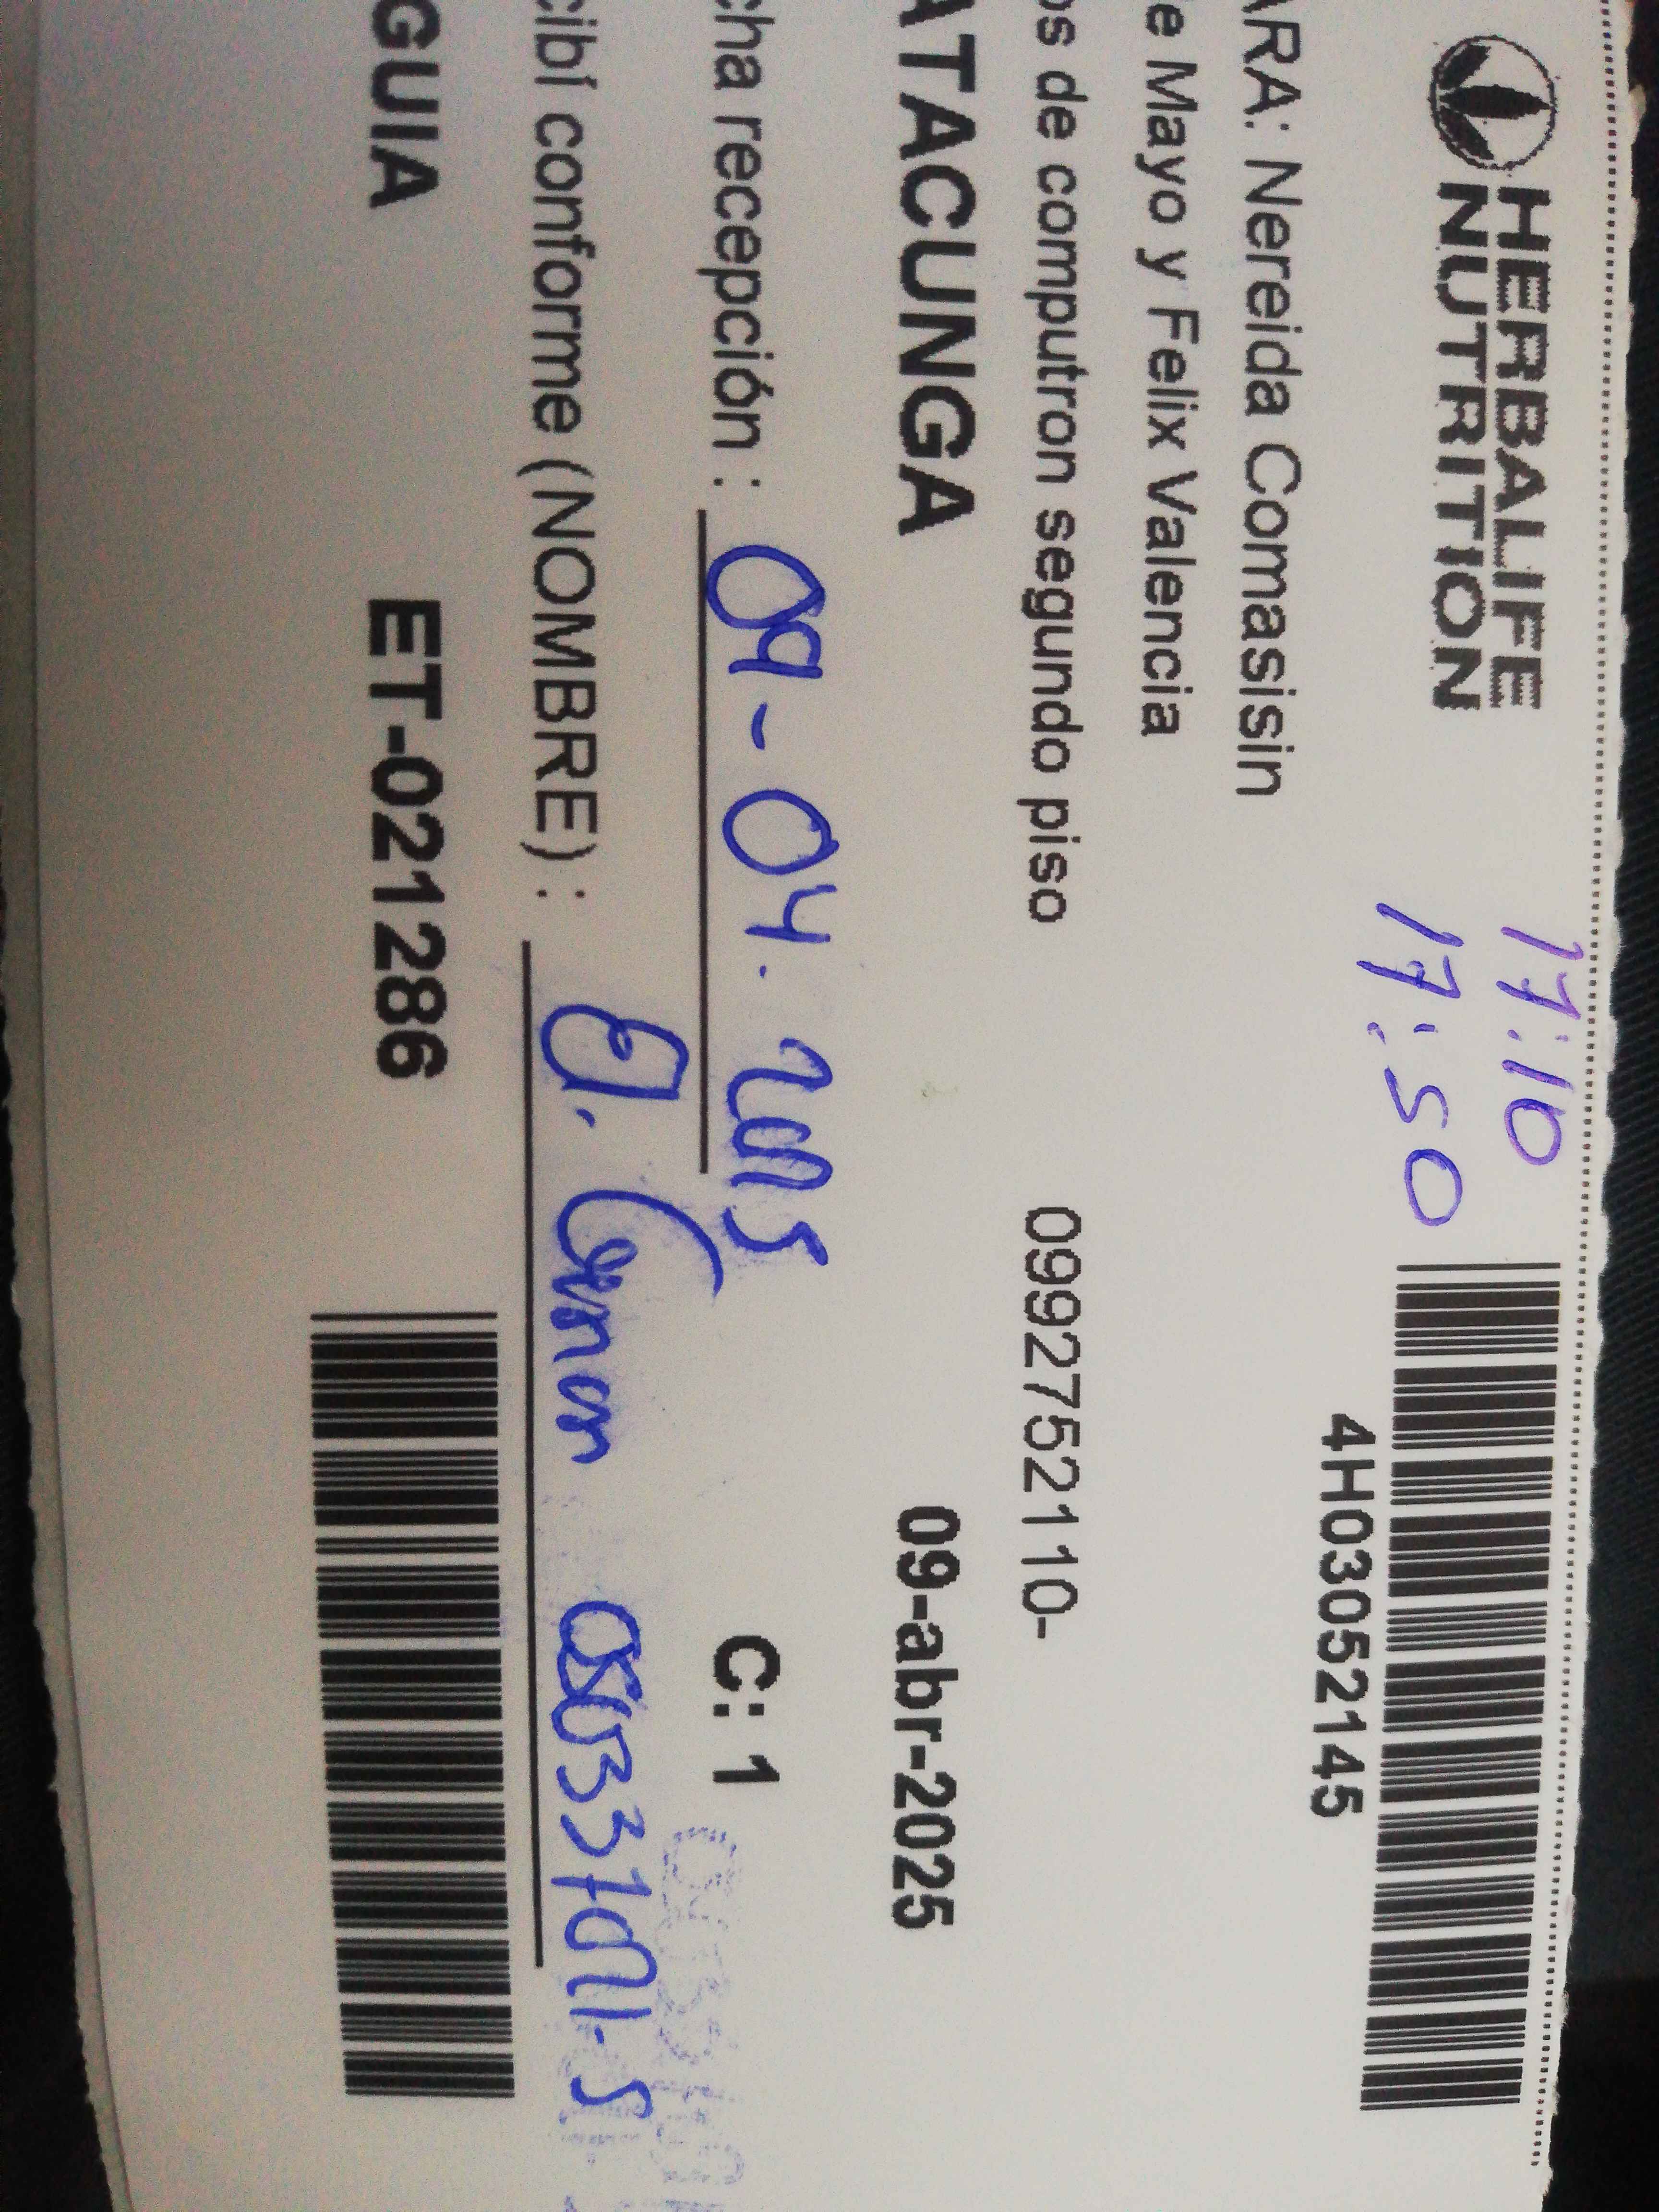 HERBALIFE
NUTRITION
17:10
17:50
4H03052145
ARA: Nereida Comasisin
e Mayo y Felix Valencia
os de computron segundo piso 0992752110-
ATACUNGA 09-abr-2025
cha recepción : 09-04. 2025 C: 1
cibí conforme (NOMBRE) :
GUIA ET-021286